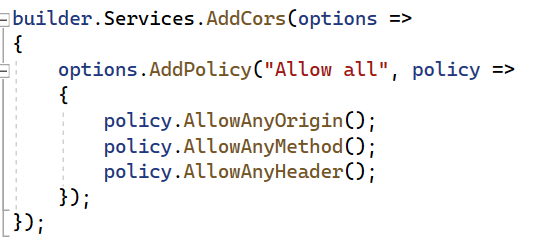 builder.Services.AddCors(options =>
{
    options.AddPolicy("Allow all", policy =>
    {
        policy.AllowAnyOrigin();
        policy.AllowAnyMethod();
        policy.AllowAnyHeader();
    });
});